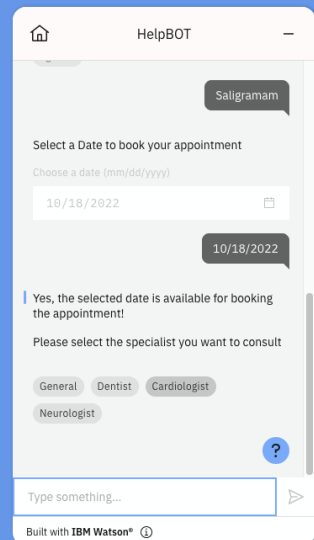 HelpBOT
Saligramam
Select a Date to book your appointment
Choose a date (mm/dd/yyyy)
10/18/2022
10/18/2022
Yes, the selected date is available for booking
the appointment!
Please select the specialist you want to consult
General Dentist Cardiologist
Neurologist
?
Type something...
Built with IBM Watson® i